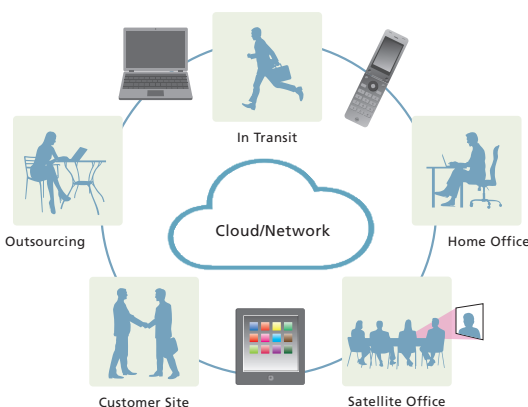 In Transit
Outsourcing
Cloud/Network
Home Office
Customer Site
Satellite Office